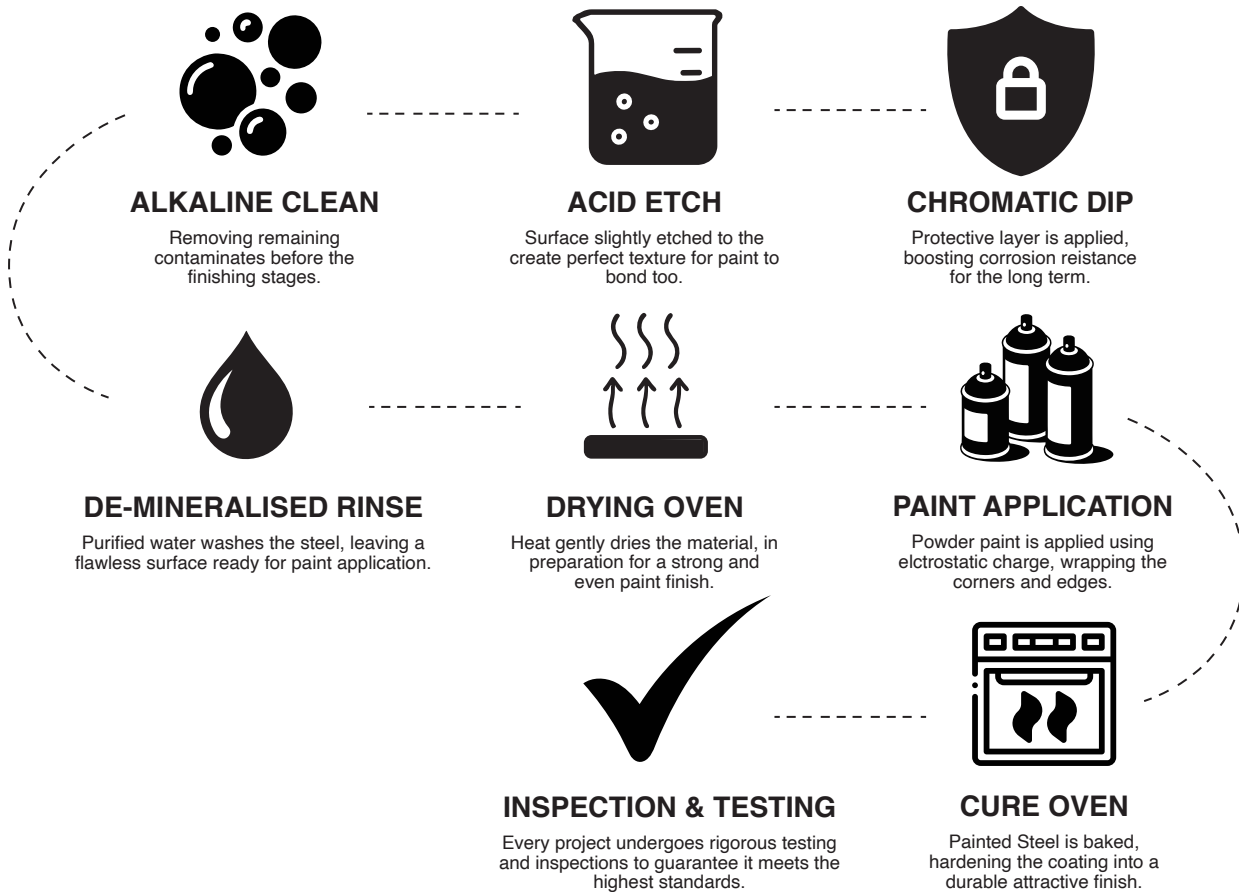 ALKALINE CLEAN
Removing remaining
contaminates before the
finishing stages.
ACID ETCH
Surface slightly etched to the
create perfect texture for paint to
bond too.
CHROMATIC DIP
Protective layer is applied,
boosting corrosion reistance
for the long term.
DE-MINERALISED RINSE
Purified water washes the steel, leaving a
flawless surface ready for paint application.
DRYING OVEN
Heat gently dries the material, in
preparation for a strong and
even paint finish.
PAINT APPLICATION
Powder paint is applied using
elctrostatic charge, wrapping the
corners and edges.
INSPECTION & TESTING
Every project undergoes rigorous testing
and inspections to guarantee it meets the
highest standards.
CURE OVEN
Painted Steel is baked,
hardening the coating into a
durable attractive finish.